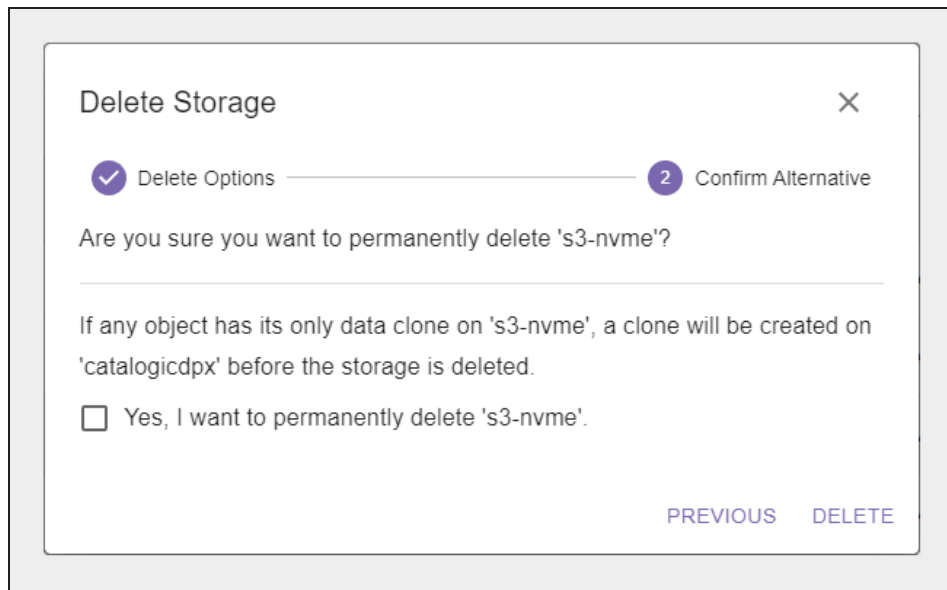 Delete Storage
Delete Options
2 Confirm Alternative
Are you sure you want to permanently delete 's3-nvme'?
If any object has its only data clone on 's3-nvme', a clone will be created on
'catalogicdpx' before the storage is deleted.
Yes, I want to permanently delete 's3-nvme'.
PREVIOUS DELETE